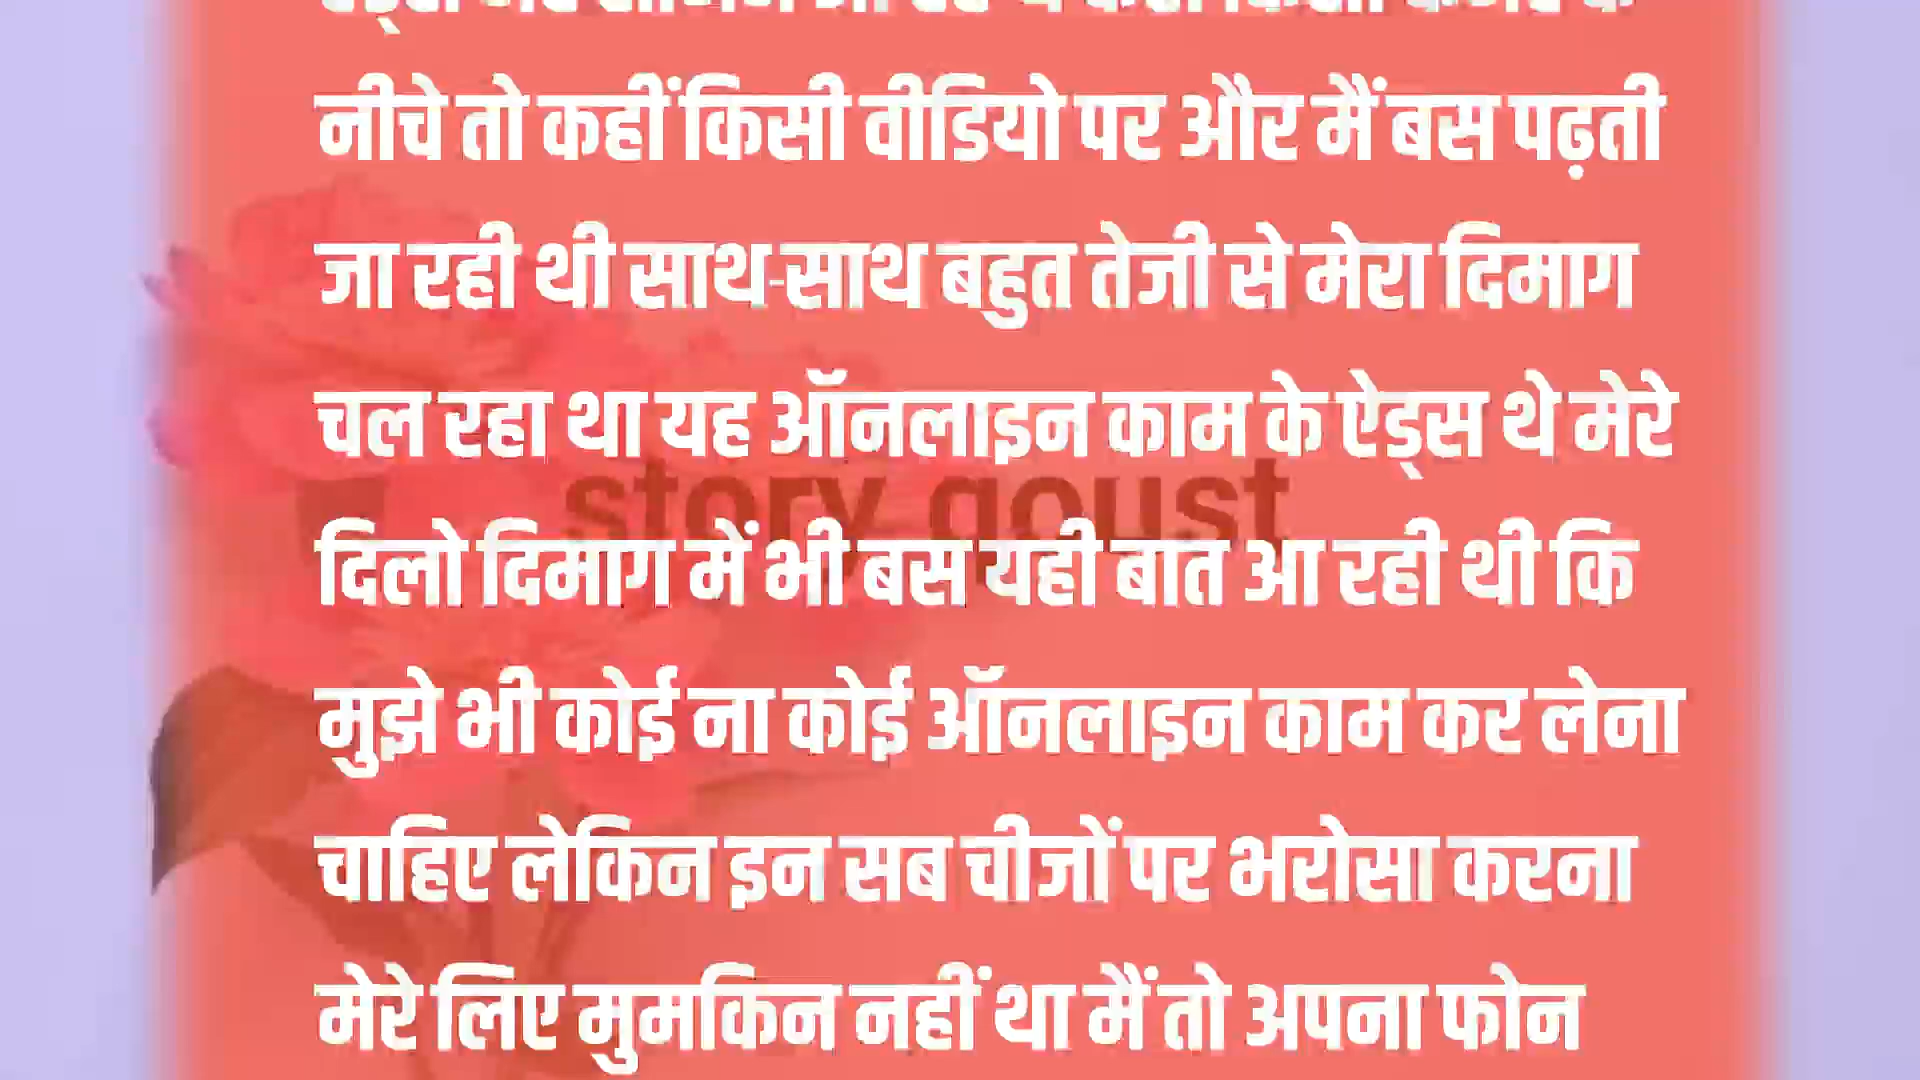 नीचे तो कहीं किसी वीडियो पर और मैं बस पढ़ती
जा रही थी साथ-साथ बहुत तेजी से मेरा दिमाग
चल रहा था यह ऑनलाइन काम के ऐड्स थे मेरे
story qoust
दिलो दिमाग में भी बस यही बात आ रही थी कि
मुझे भी कोई ना कोई ऑनलाइन काम कर लेना
चाहिए लेकिन इन सब चीजों पर भरोसा करना
मेरे लिए मुमकिन नहीं था मैं तो अपना फोन